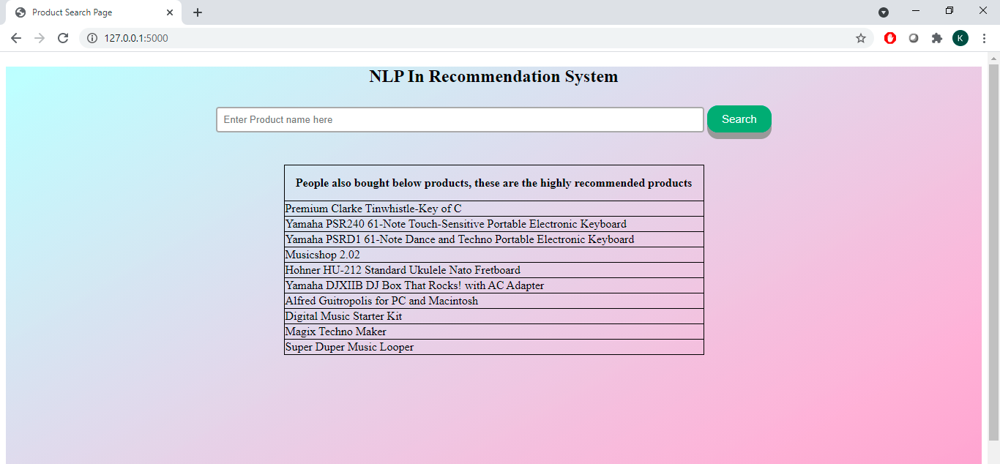 Product Search Page
127.0.0.1:5000
K
NLP In Recommendation System
Enter Product name here
Search
People also bought below products, these are the highly recommended products
Premium Clarke Tinwhistle-Key of C
Yamaha PSR240 61-Note Touch-Sensitive Portable Electronic Keyboard
Yamaha PSRD1 61-Note Dance and Techno Portable Electronic Keyboard
Musicshop 2.02
Hohner HU-212 Standard Ukulele Nato Fretboard
Yamaha DJXIIB DJ Box That Rocks! with AC Adapter
Alfred Guitropolis for PC and Macintosh
Digital Music Starter Kit
Magix Techno Maker
Super Duper Music Looper